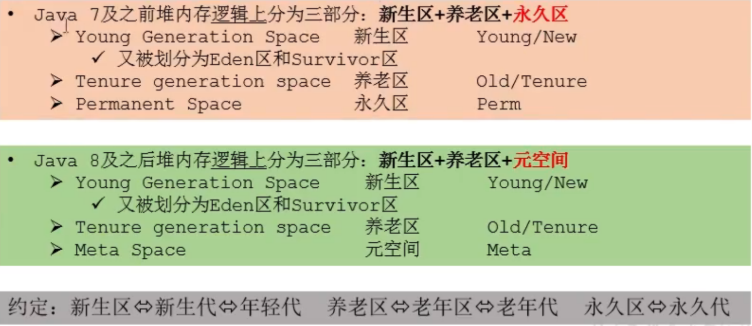 • Java 7及之前堆内存逻辑上分为三部分：新生区+养老区+永久区
➢ Young Generation Space 新生区 Young/New
✓ 又被划分为Eden区和Survivor区
➢ Tenure generation space 养老区 Old/Tenure
➢ Permanent Space 永久区 Perm
• Java 8及之后堆内存逻辑上分为三部分：新生区+养老区+元空间
➢ Young Generation Space 新生区 Young/New
✓ 又被划分为Eden区和Survivor区
➢ Tenure generation space 养老区 Old/Tenure
➢ Meta Space 元空间 Meta
约定：新生区⇔新生代⇔年轻代 养老区⇔老年区⇔老年代 永久区⇔永久代